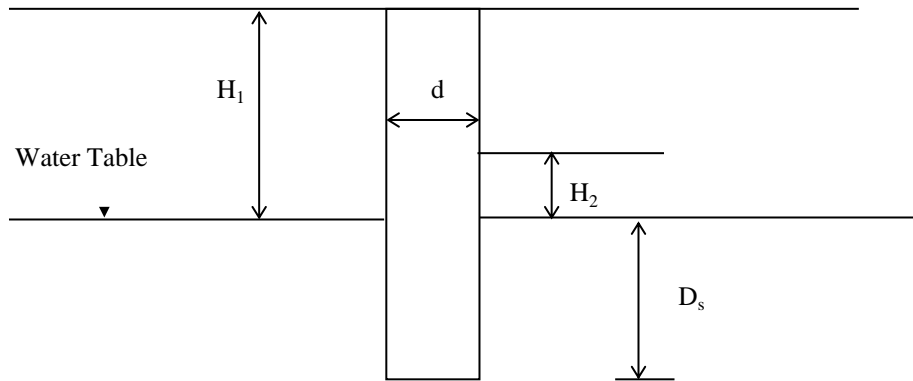 H₁
d
Water Table
H₂
Dₛ